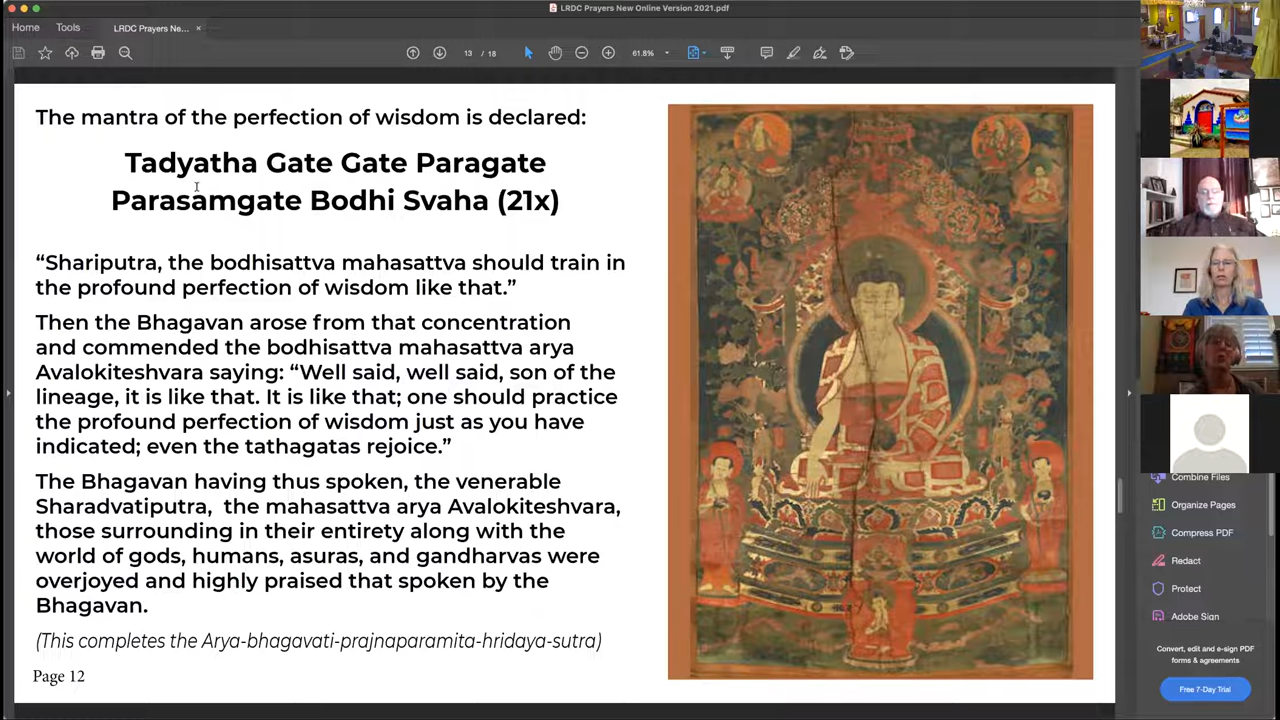 LRDC Prayers New Online Version 2021.pdf
Home
Tools
LRDC Prayers Ne...
×
13 / 18
61.8%
The mantra of the perfection of wisdom is declared:
Tadyatha Gate Gate Paragate
Parasamgate Bodhi Svaha (21x)
“Shariputra, the bodhisattva mahasattva should train in
the profound perfection of wisdom like that.”
Then the Bhagavan arose from that concentration
and commended the bodhisattva mahasattva arya
Avalokiteshvara saying: “Well said, well said, son of the
lineage, it is like that. It is like that; one should practice
the profound perfection of wisdom just as you have
indicated; even the tathagatas rejoice.”
The Bhagavan having thus spoken, the venerable
Sharadvatiputra,  the mahasattva arya Avalokiteshvara,
those surrounding in their entirety along with the
world of gods, humans, asuras, and gandharvas were
overjoyed and highly praised that spoken by the
Bhagavan.
(This completes the Arya-bhagavati-prajnaparamita-hridaya-sutra)
Page 12
Combine Files
Organize Pages
Compress PDF
Redact
Protect
Adobe Sign
Convert, edit and e-sign PDF
forms & agreements
Free 7-Day Trial